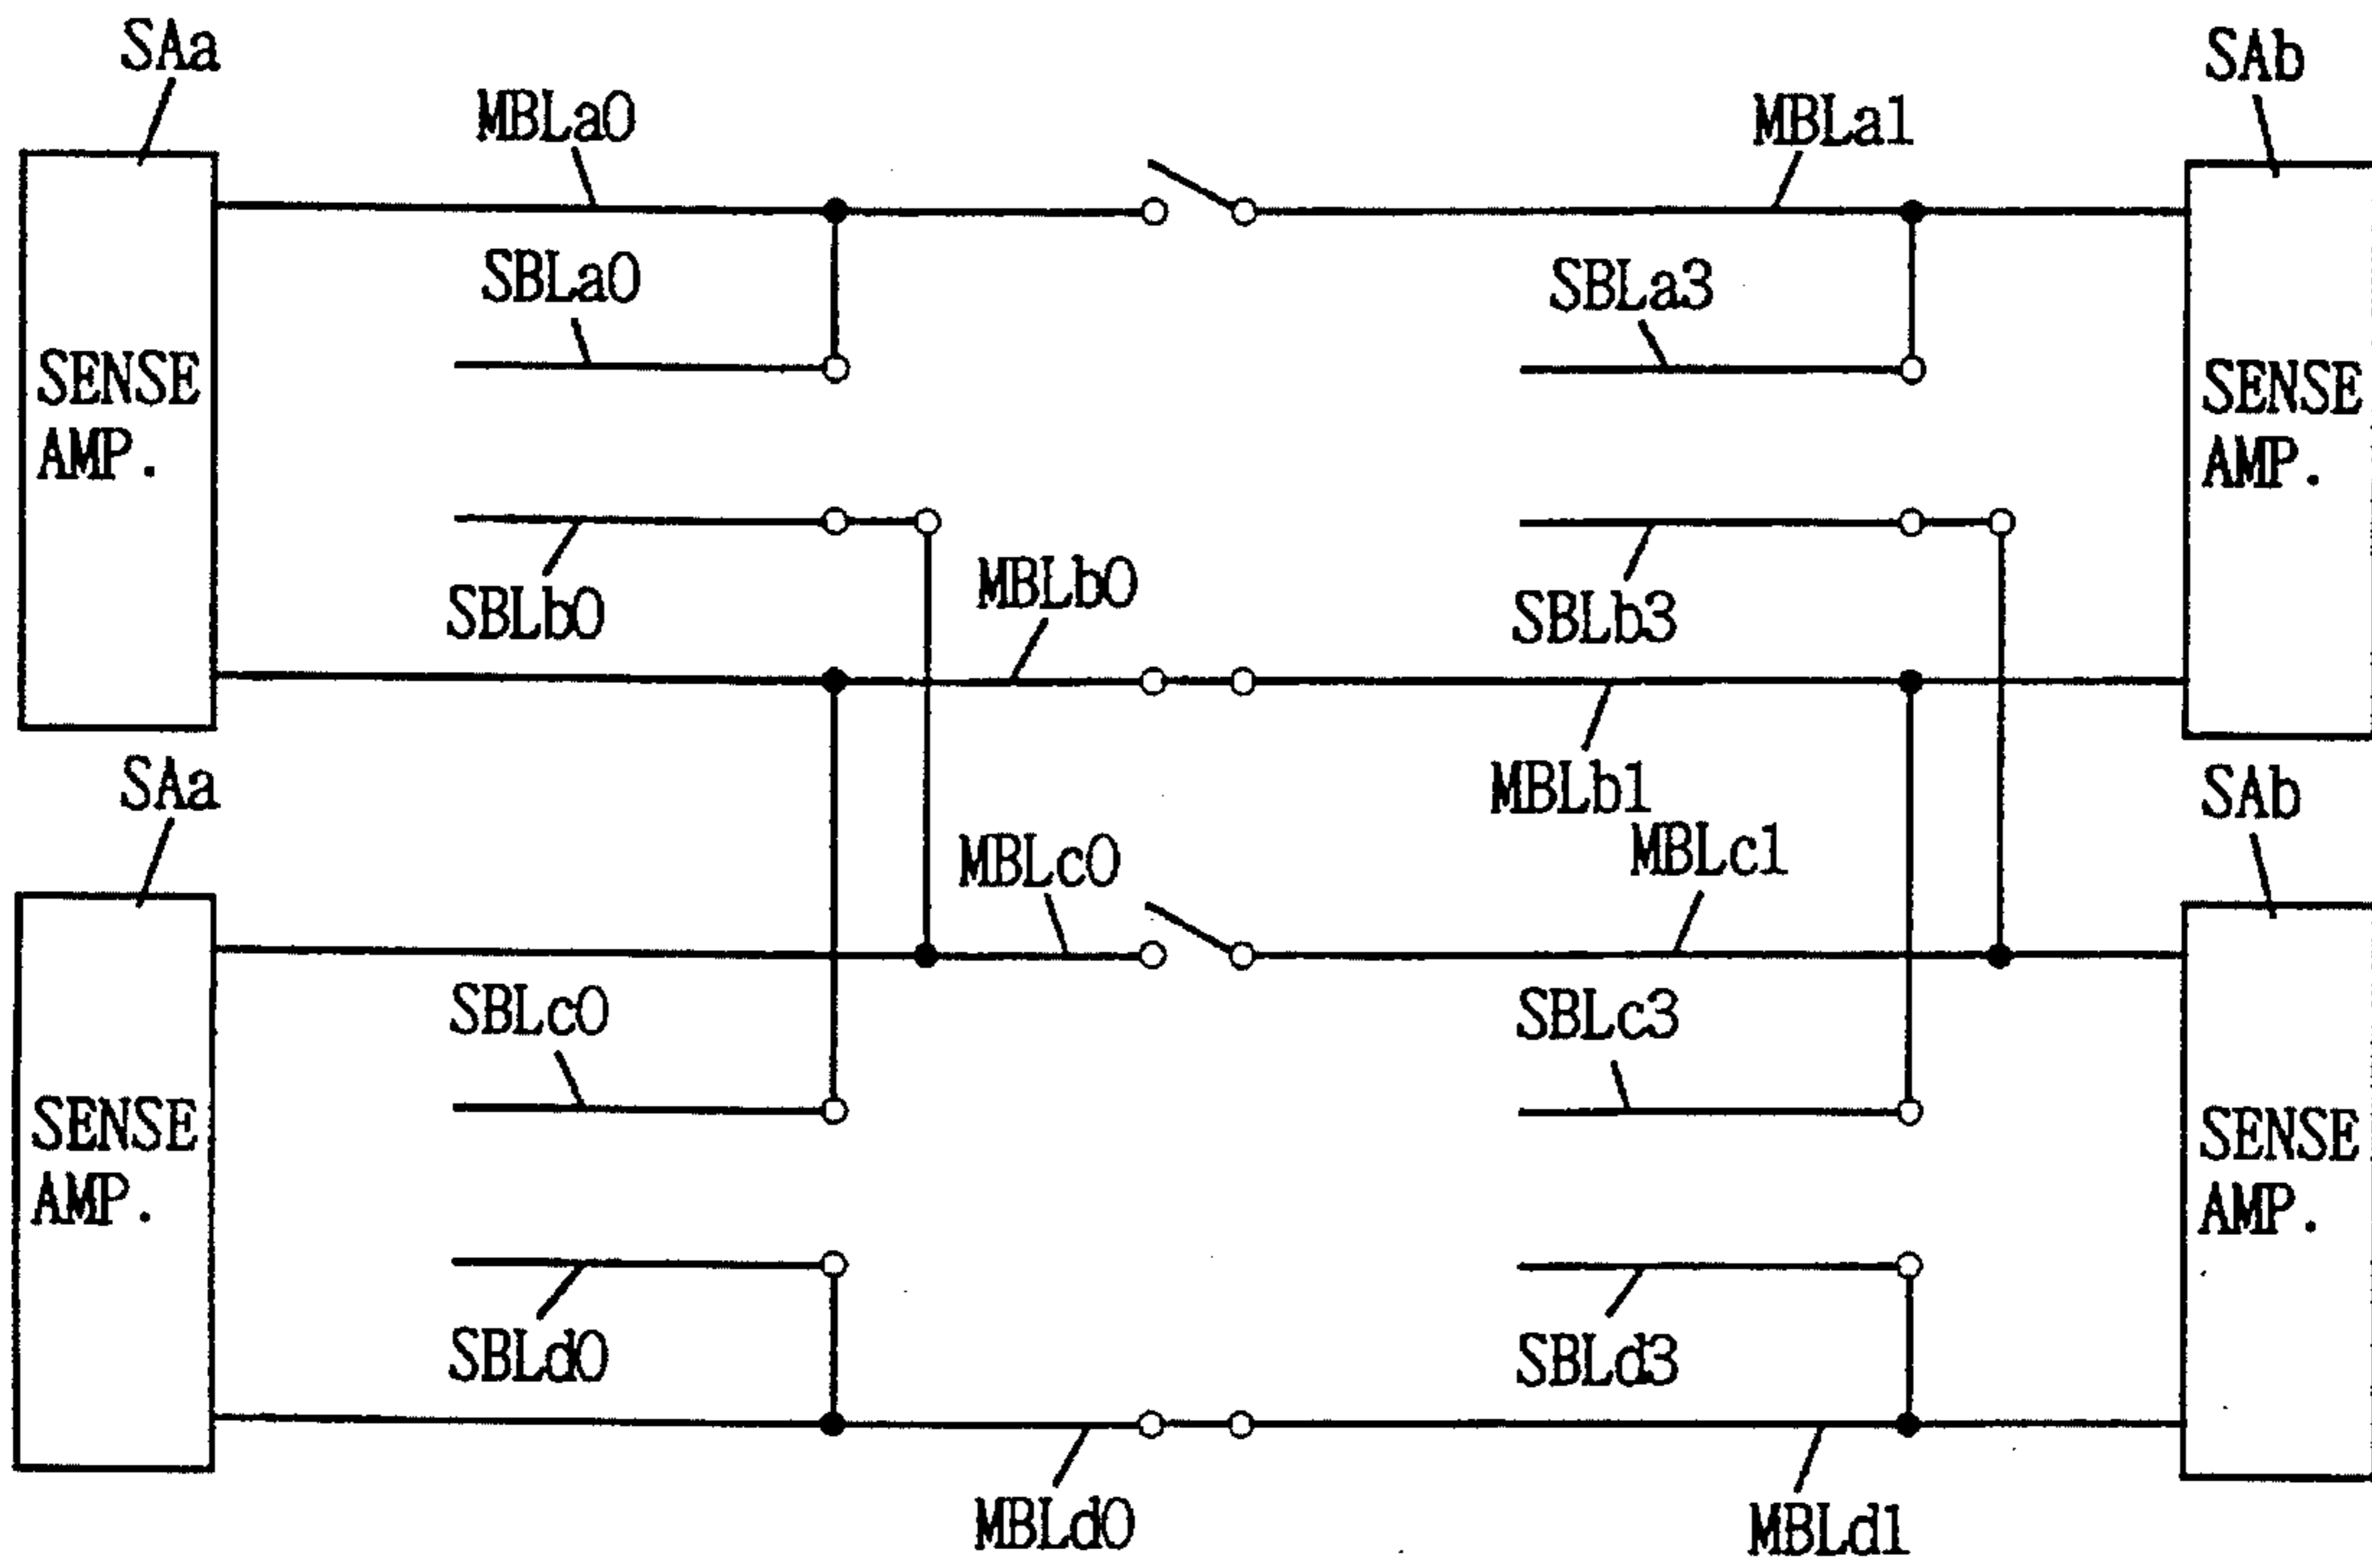 SAa
SAb
MBLa0
MBLa1
SBLa0
SBLa3
SENSE
AMP.
SENSE
AMP.
SBLb0
MBLb0
SBLb3
SAa
MBLb1
SAb
MBLc0
MBLc1
SBLc0
SBLc3
SENSE
AMP.
SENSE
AMP.
SBLd0
SBLd3
MBLd0
MBLd1